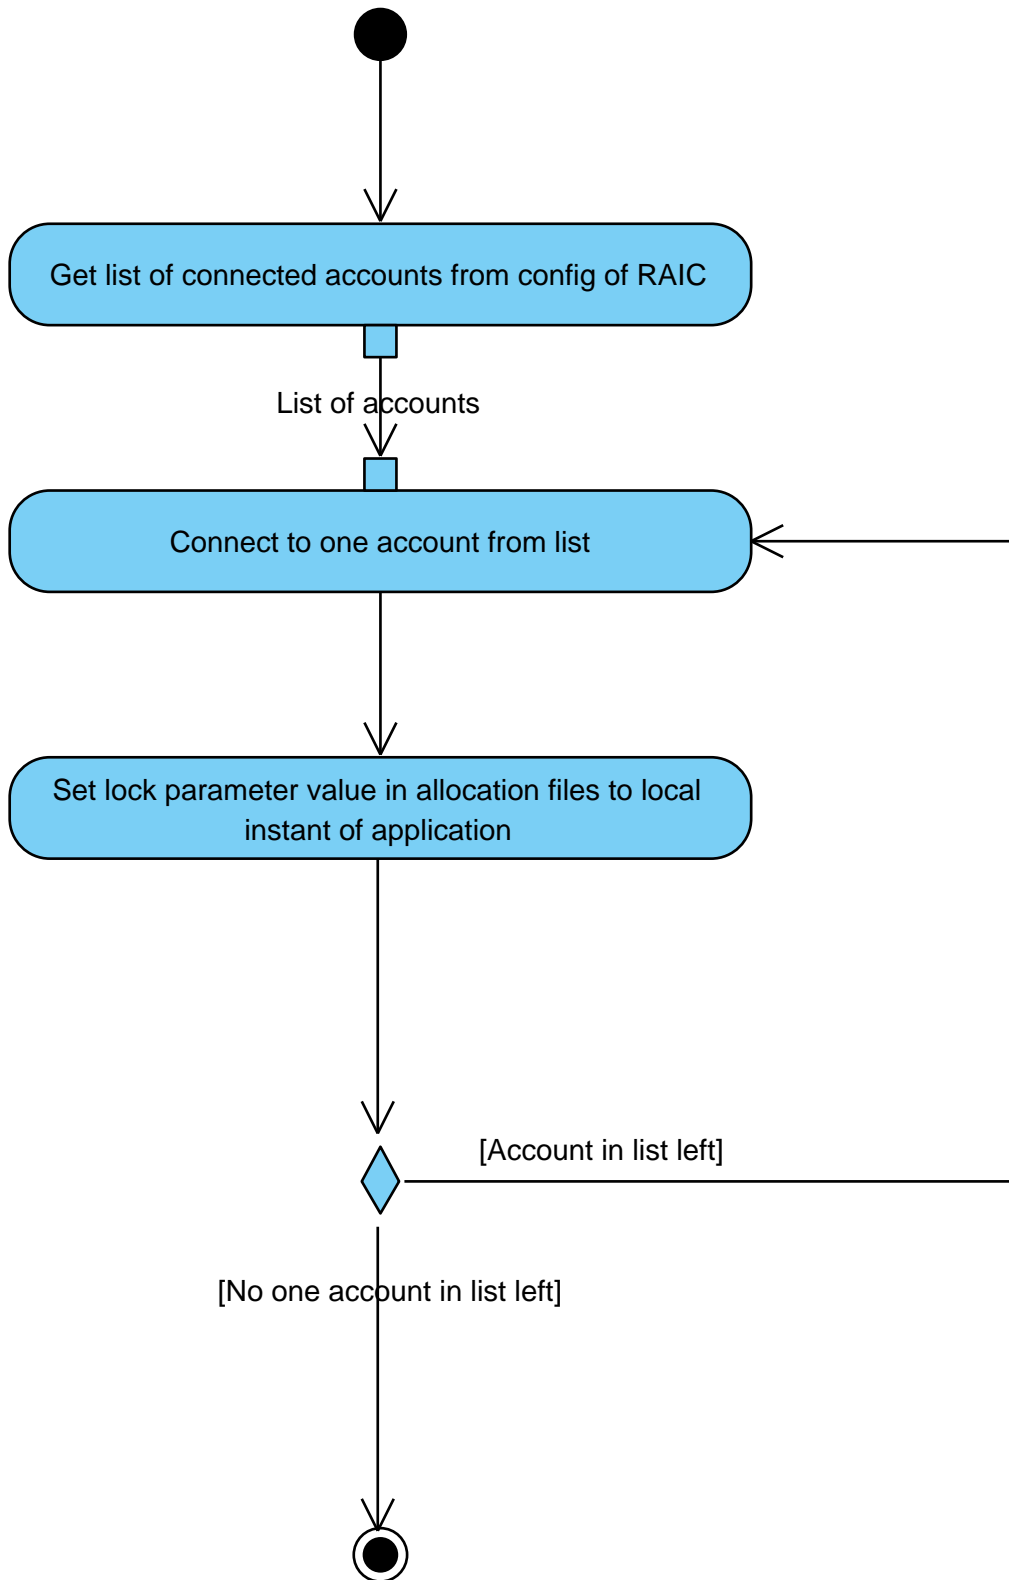 Get list of connected accounts from config of RAIC
List of accounts
Connect to one account from list
Set lock parameter value in allocation files to local
instant of application
[Account in list left]
[No one account in list left]